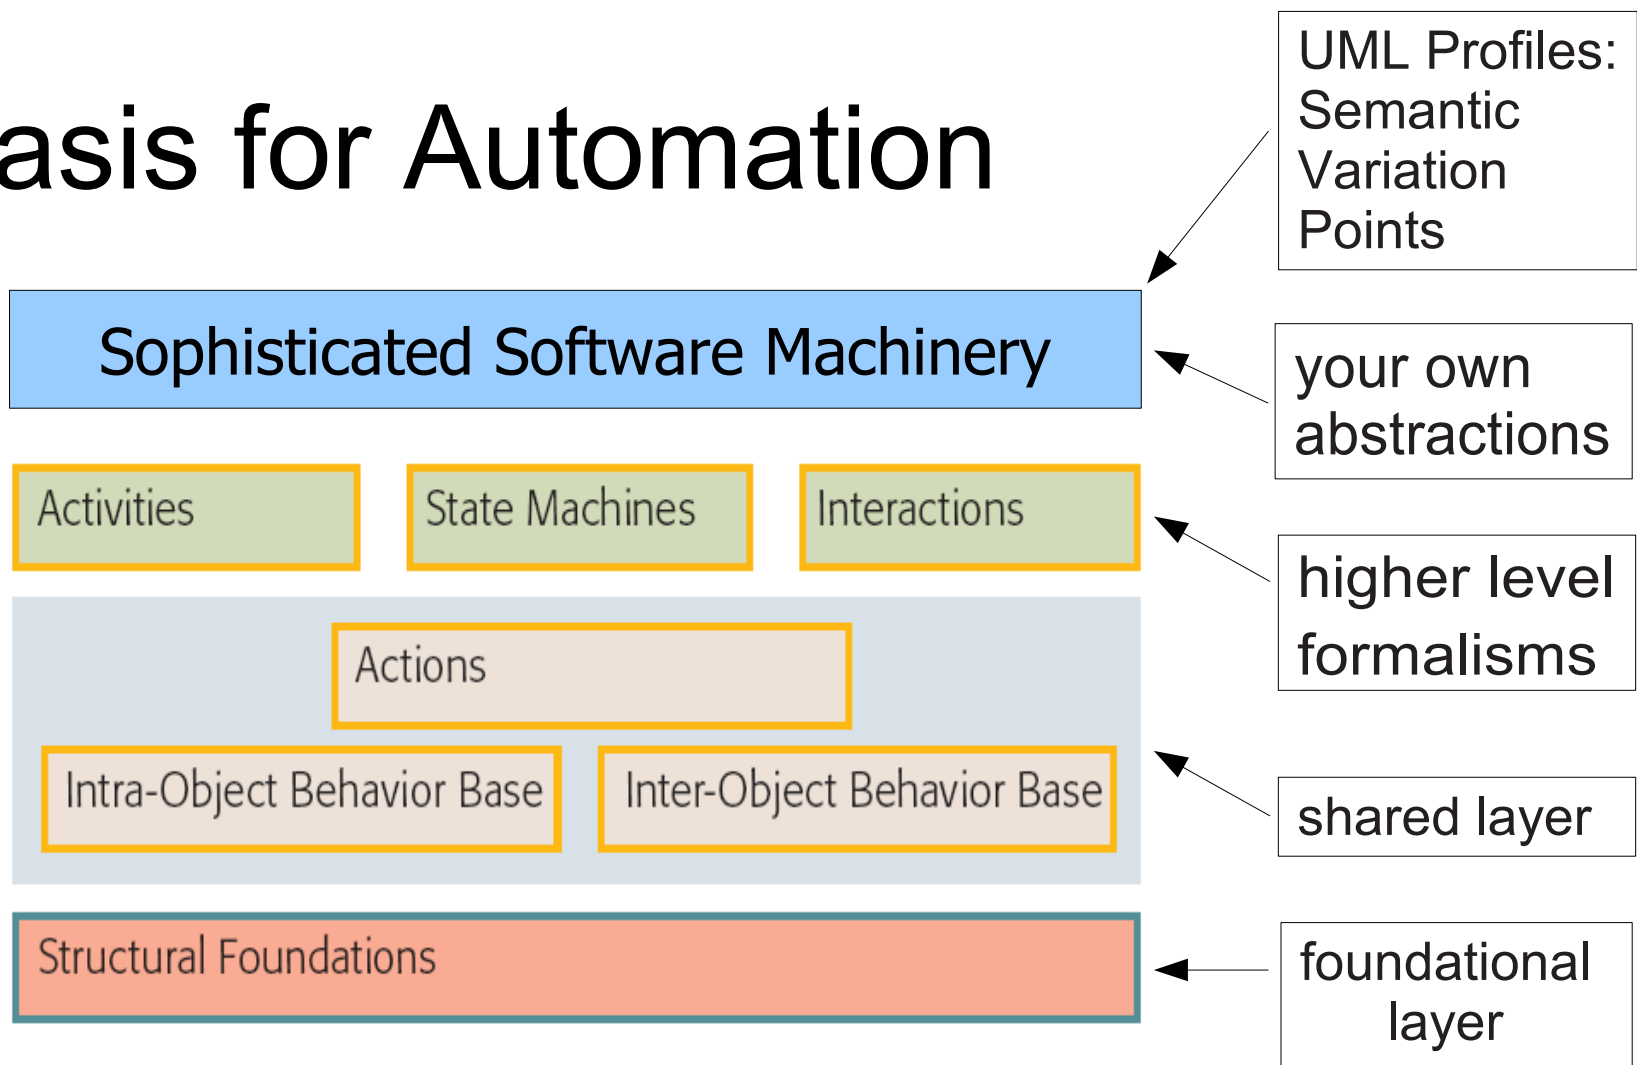 asis for Automation
UML Profiles:
Semantic
Variation
Points
Sophisticated Software Machinery
your own
abstractions
Activities
State Machines
Interactions
higher level
formalisms
Actions
Intra-Object Behavior Base
Inter-Object Behavior Base
shared layer
Structural Foundations
foundational
layer